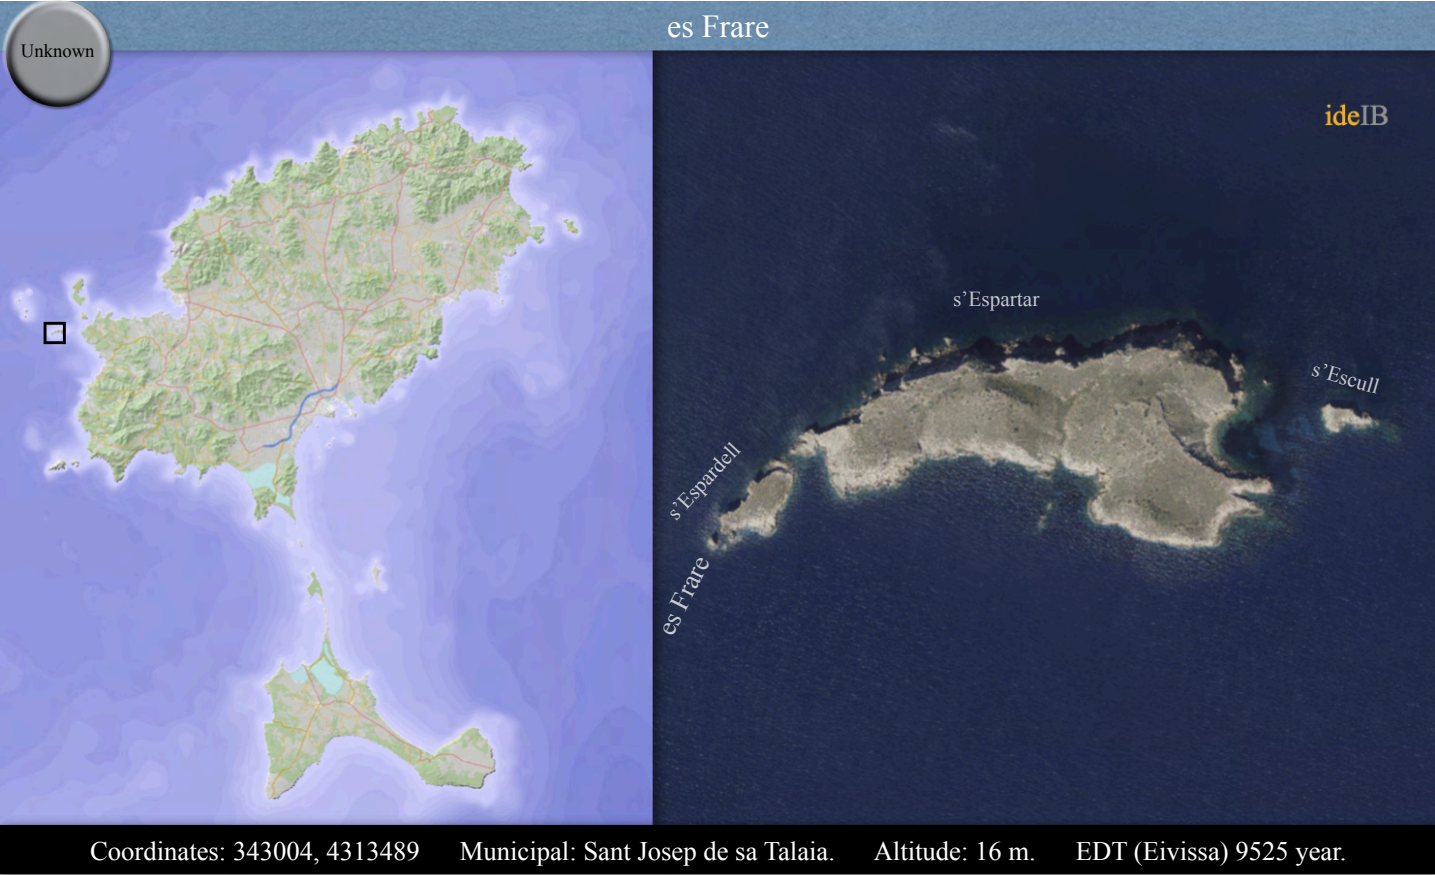 es Frare
Unknown
ideIB
s’Espartar
s’Escull
s’Espardell
es Frare
Coordinates: 343004, 4313489 Municipal: Sant Josep de sa Talaia. Altitude: 16 m. EDT (Eivissa) 9525 year.